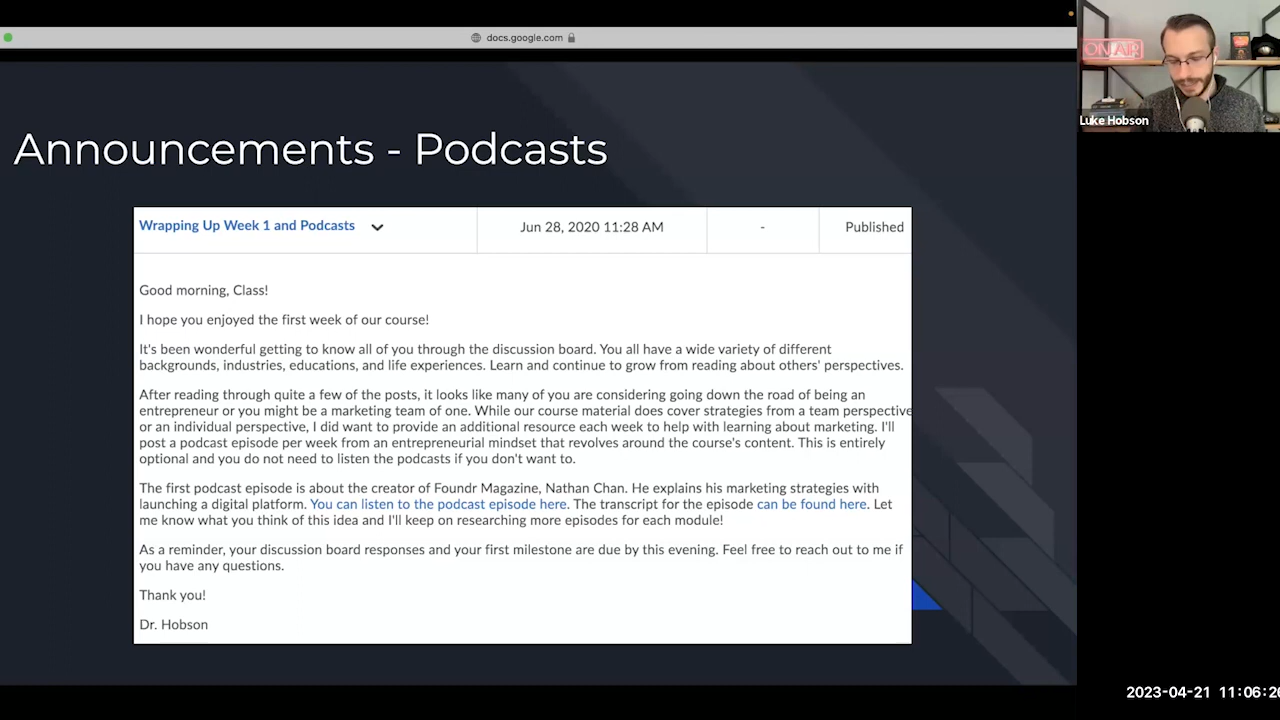 docs.google.com
ON AIR
Luke Hobson
Announcements - Podcasts
Wrapping Up Week 1 and Podcasts
Jun 28, 2020 11:28 AM
-
Published
Good morning, Class!
I hope you enjoyed the first week of our course!
It's been wonderful getting to know all of you through the discussion board. You all have a wide variety of different
backgrounds, industries, educations, and life experiences. Learn and continue to grow from reading about others' perspectives.
After reading through quite a few of the posts, it looks like many of you are considering going down the road of being an
entrepreneur or you might be a marketing team of one. While our course material does cover strategies from a team perspective
or an individual perspective, I did want to provide an additional resource each week to help with learning about marketing. I'll
post a podcast episode per week from an entrepreneurial mindset that revolves around the course's content. This is entirely
optional and you do not need to listen the podcasts if you don't want to.
The first podcast episode is about the creator of Foundr Magazine, Nathan Chan. He explains his marketing strategies with
launching a digital platform. You can listen to the podcast episode here. The transcript for the episode can be found here. Let
me know what you think of this idea and I'll keep on researching more episodes for each module!
As a reminder, your discussion board responses and your first milestone are due by this evening. Feel free to reach out to me if
you have any questions.
Thank you!
Dr. Hobson
2023-04-21 11:06:26